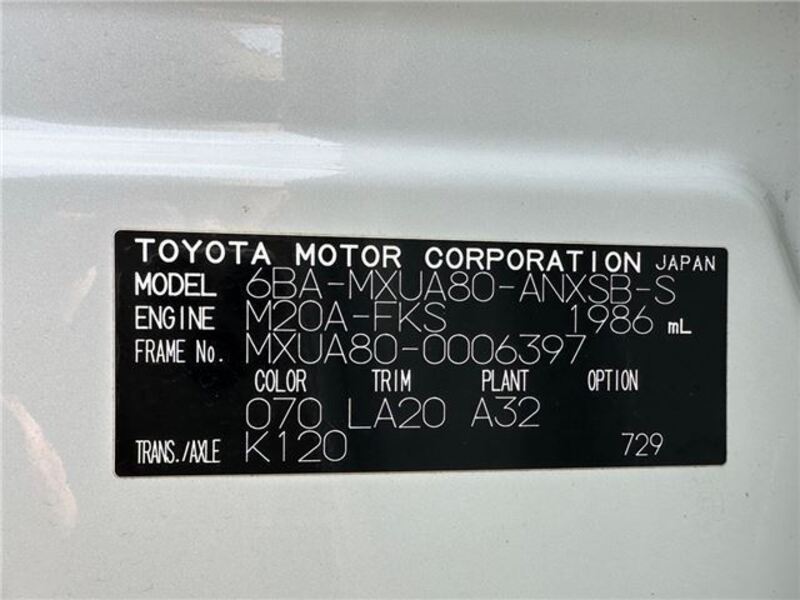 TOYOTA MOTOR CORPORATION JAPAN
MODEL 6BA-MXUA80-ANXSB-S
ENGINE M20A-FKS 1986 mL
FRAME No. MXUA80-0006397
COLOR TRIM PLANT OPTION
070 LA20 A32
TRANS./AXLE K120 729